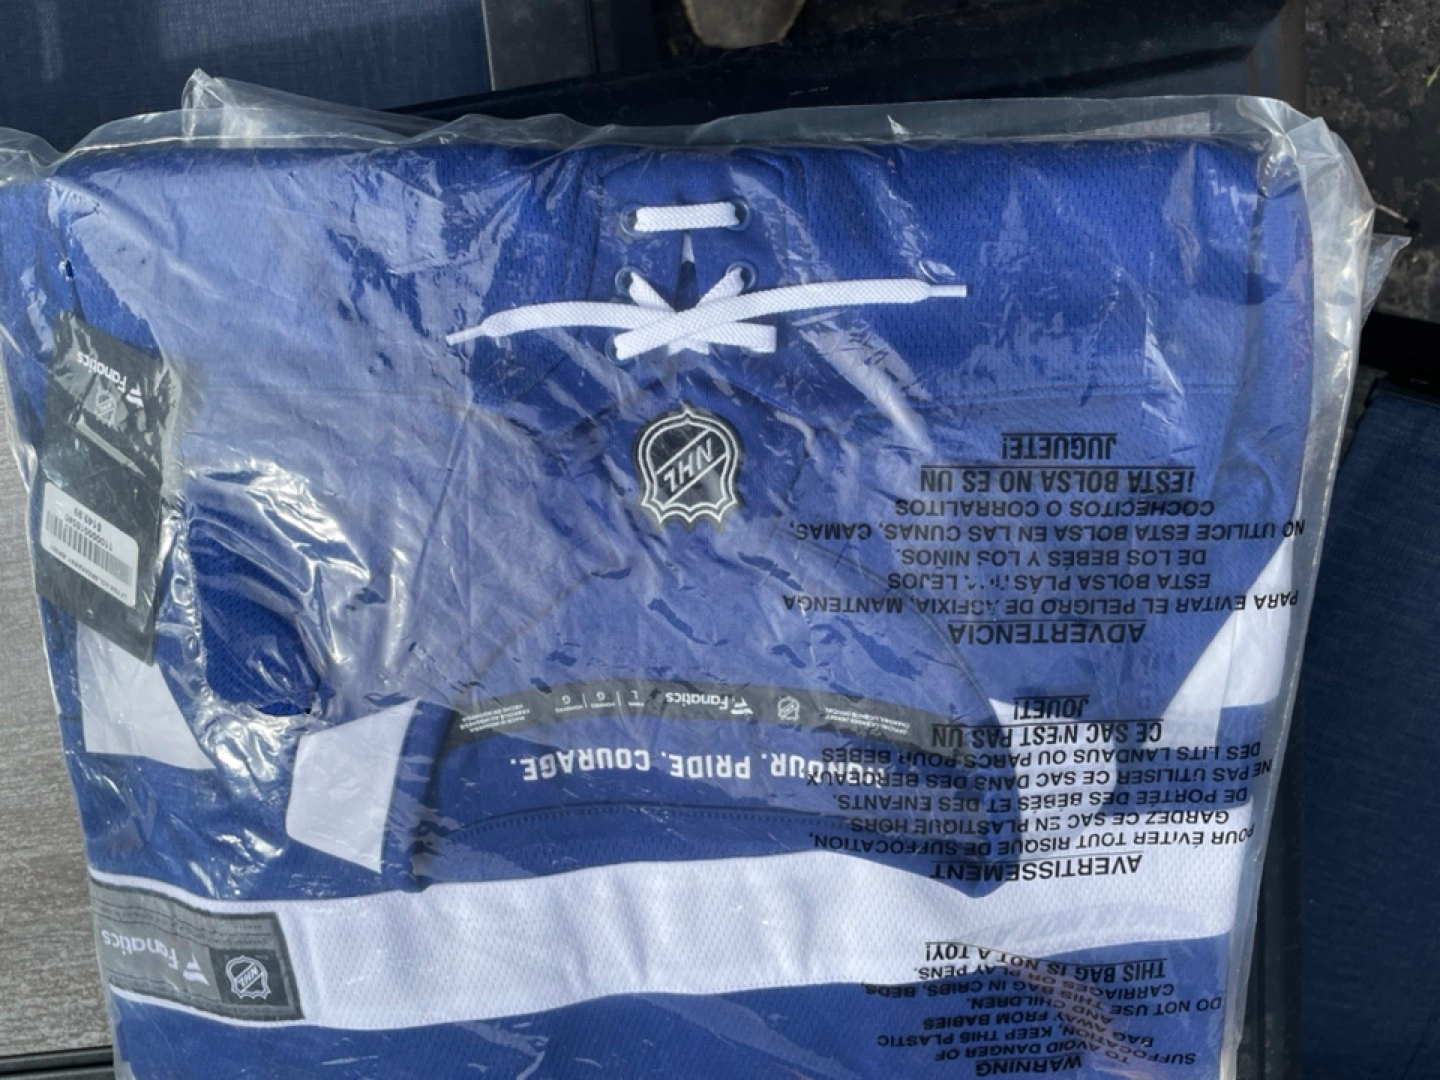 WARNING
TO AVOID DANGER OF
SUFFOCATION, KEEP THIS PLASTIC
BAG AWAY FROM BABIES
AND CHILDREN.
DO NOT USE THIS BAG IN CRIBS, BEDS,
CARRIAGES OR PLAY PENS.
THIS BAG IS NOT A TOY!
AVERTISSEMENT
POUR ÉVITER TOUT RISQUE DE SUFFOCATION,
GARDEZ CE SAC EN PLASTIQUE HORS
DE PORTÉE DES BÉBÉS ET DES ENFANTS.
NE PAS UTILISER CE SAC DANS DES BERCEAUX
DES LITS LANDAUS OU PARCS POUR BÉBÉS
CE SAC N'EST PAS UN
JOUET!
ADVERTENCIA
PARA EVITAR EL PELIGRO DE ASFIXIA, MANTENGA
ESTA BOLSA PLÁSTICA LEJOS
DE LOS BEBÉS Y LOS NIÑOS.
NO UTILICE ESTA BOLSA EN LAS CUNAS, CAMAS,
COCHECITOS O CORRALITOS
¡ESTA BOLSA NO ES UN
JUGUETE!
NHL
Fanatics
NHL
. PRIDE. COURAGE.
Fanatics
L G G
Fanatics
$149.99